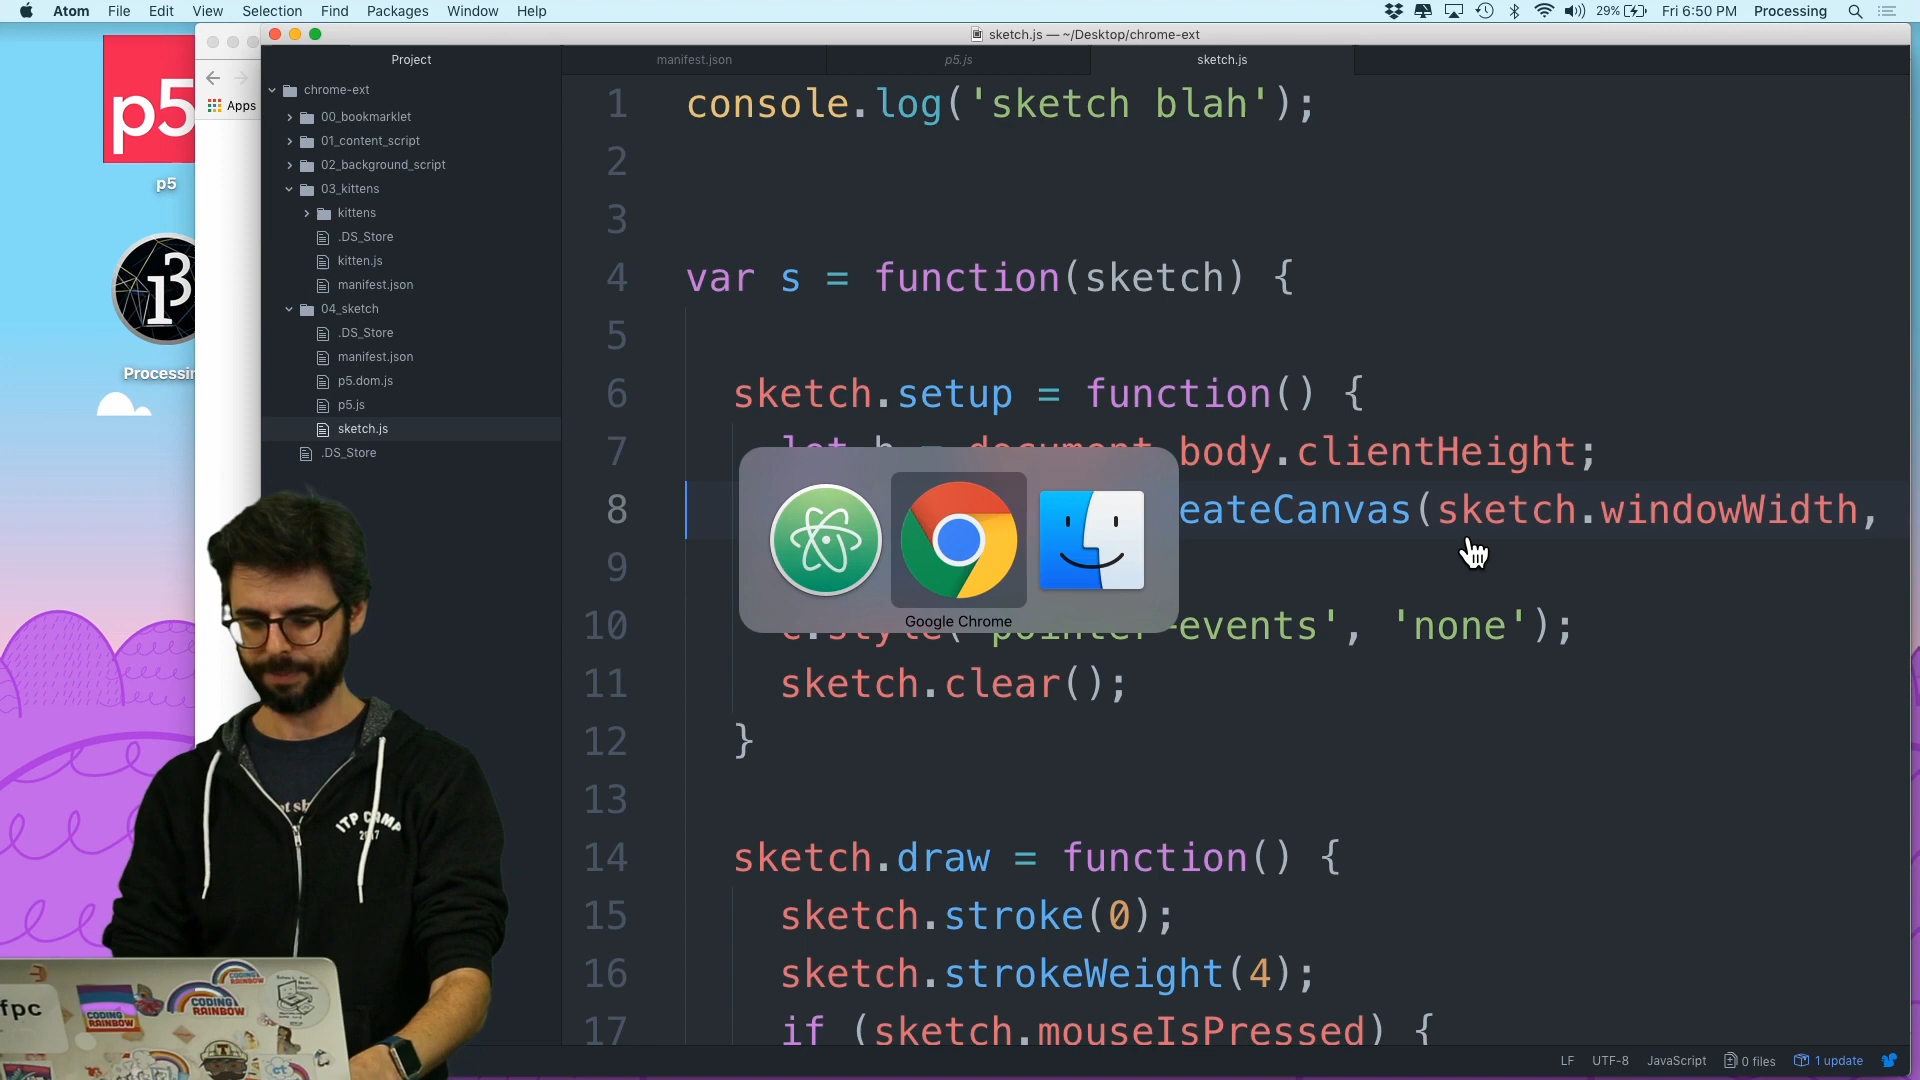 Atom File Edit View Selection Find Packages Window Help
29% Fri 6:50 PM Processing
sketch.js — ~/Desktop/chrome-ext
Project
manifest.json
p5.js
sketch.js
Apps
p5
p5
Processin
chrome-ext
00_bookmarklet
01_content_script
02_background_script
03_kittens
kittens
.DS_Store
kitten.js
manifest.json
04_sketch
.DS_Store
manifest.json
p5.dom.js
p5.js
sketch.js
.DS_Store
1 console.log('sketch blah');
2
3
4 var s = function(sketch) {
5
6 sketch.setup = function() {
7 let h = document.body.clientHeight;
8 eateCanvas(sketch.windowWidth,
9
10 c.style('pointer-events', 'none');
11 sketch.clear();
12 }
13
14 sketch.draw = function() {
15 sketch.stroke(0);
16 sketch.strokeWeight(4);
17 if (sketch.mouseIsPressed) {
Google Chrome
ITP CAMP
2017
fpc
CODING
RAINBOW
CODING
RAINBOW
LF UTF-8 JavaScript 0 files 1 update